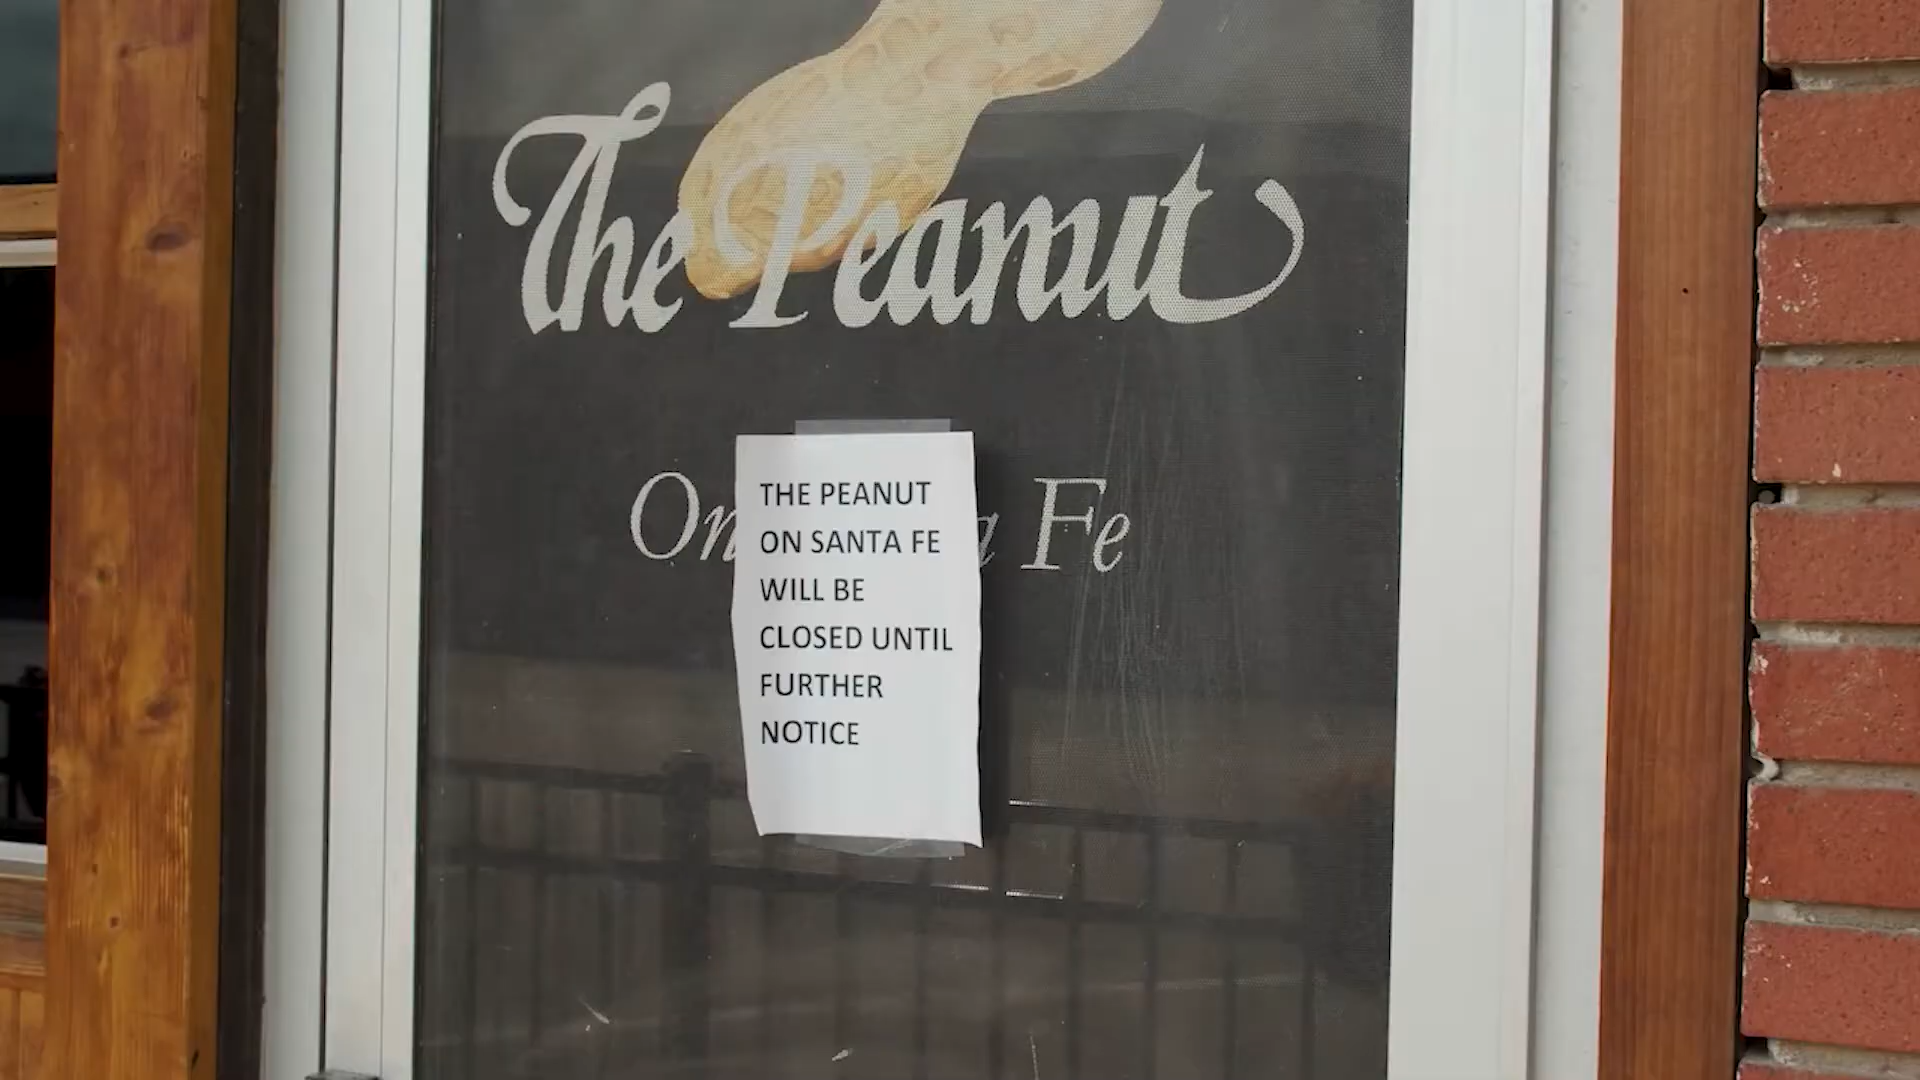 The Peanut
On Fe
THE PEANUT
ON SANTA FE
WILL BE
CLOSED UNTIL
FURTHER
NOTICE